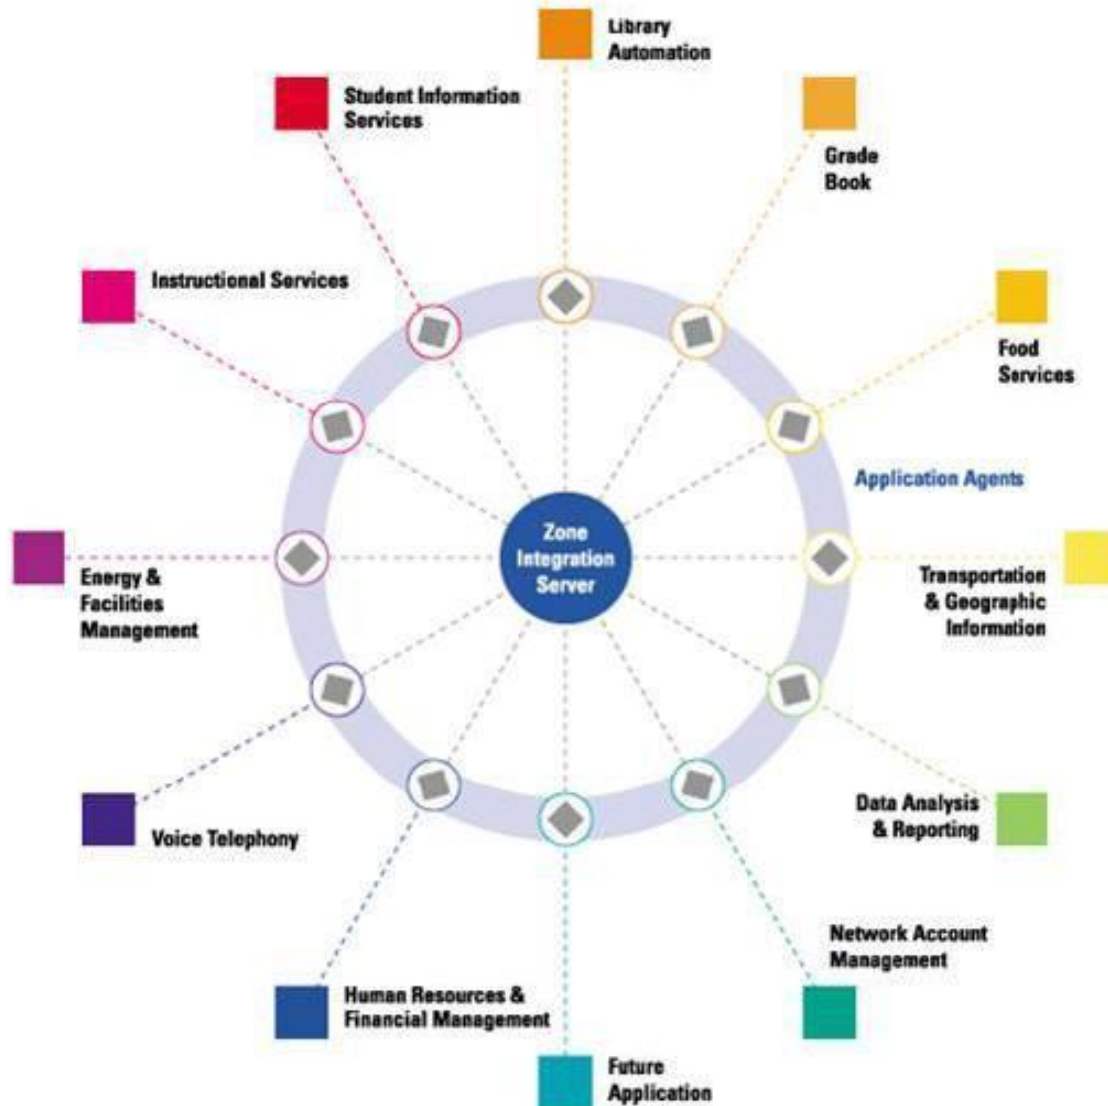 Library
Automation
Student Information
Services
Grade
Book
Instructional Services
Food
Services
Application Agents
Zone
Integration
Server
Energy &
Facilities
Management
Transportation
& Geographic
Information
Voice Telephony
Data Analysis
& Reporting
Network Account
Management
Human Resources &
Financial Management
Future
Application